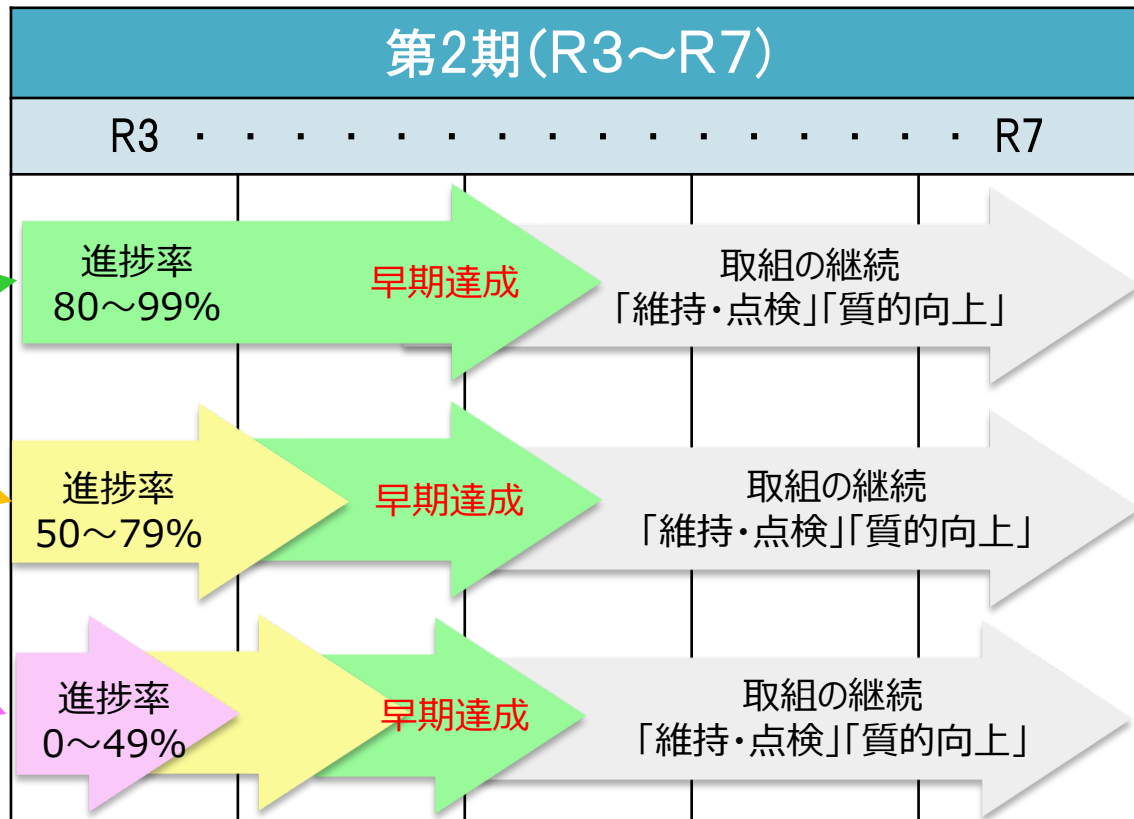 第2期(R3～R7)
R3 ・・・・・・・・・・・・・・・・ R7
進捗率
80～99%
早期達成
取組の継続
「維持・点検」「質的向上」
進捗率
50～79%
早期達成
取組の継続
「維持・点検」「質的向上」
進捗率
0～49%
早期達成
取組の継続
「維持・点検」「質的向上」